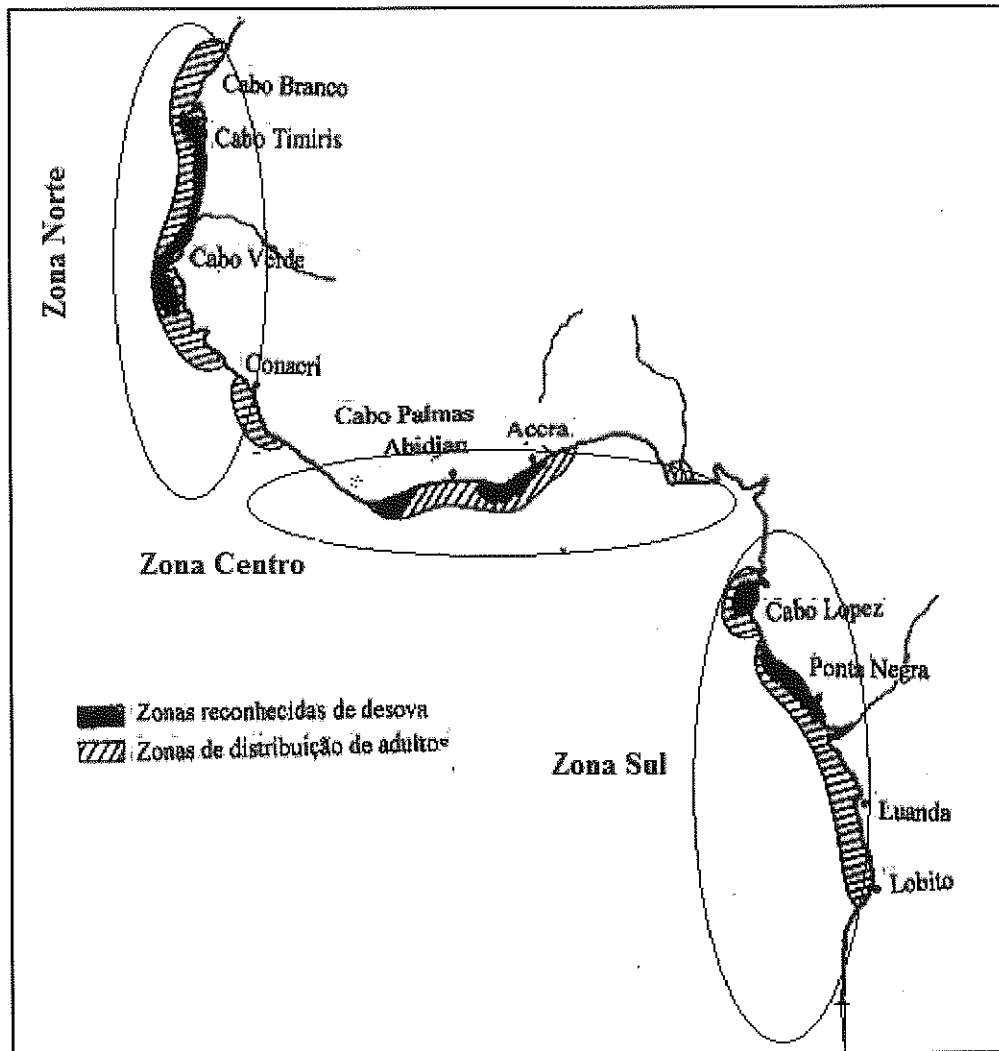 Cabo Branco
Cabo Timiris
Zona Norte
Cabo Verde
Conacri
Cabo Palmas
Abidjan
Accra.
Zona Centro
Cabo Lopez
Ponta Negra
Zonas reconhecidas de desova
Zonas de distribuição de adultos
Zona Sul
Luanda
Lobito